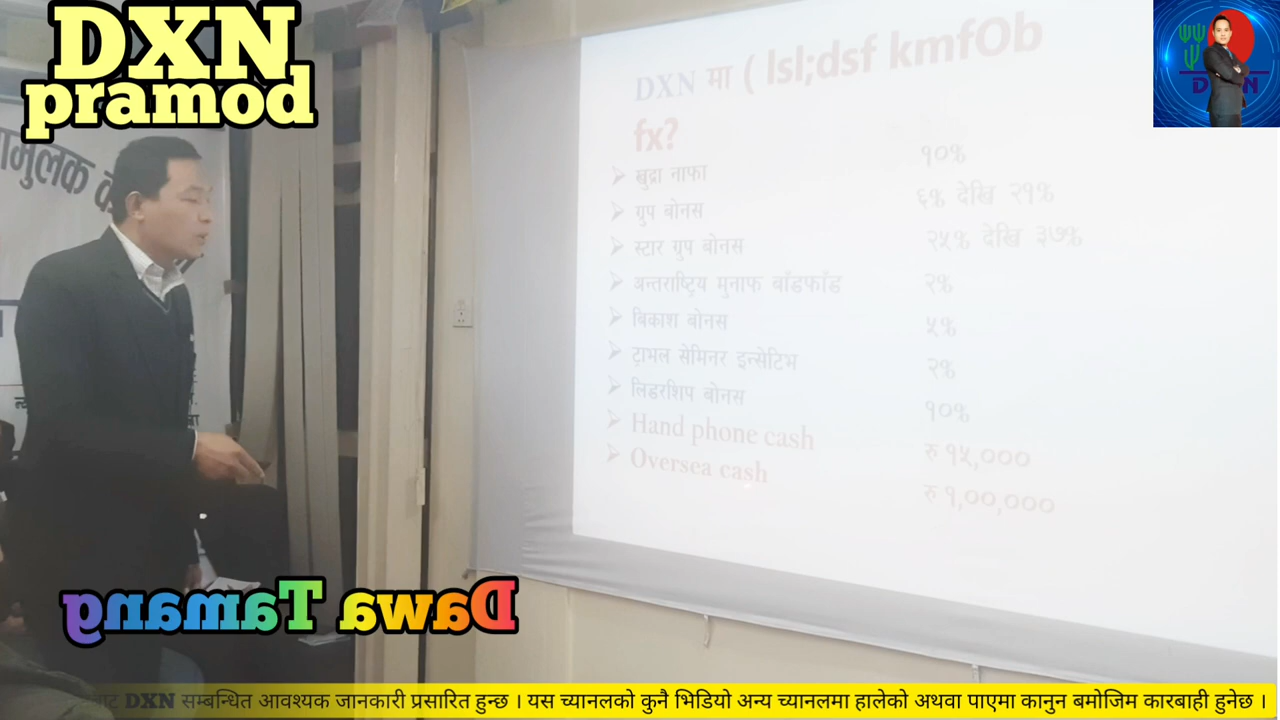 DXN
pramod
DXN मा ( lsl;dsf kmfOb
fx?
खुद्रा नाफा १०%
ग्रुप बोनस ६% देखि २१%
स्टार ग्रुप बोनस २५% देखि ३७%
अन्तराष्ट्रिय मुनाफ बाँडफाँड २%
बिकाश बोनस ५%
ट्राभल सेमिनर इन्सेटिभ २%
लिडरशिप बोनस १०%
Hand phone cash रु १५,०००
Oversea cash रु १,००,०००
Dawa Tamang
DXN सम्बन्धित आवश्यक जानकारी प्रसारित हुन्छ । यस च्यानलको कुनै भिडियो अन्य च्यानलमा हालेको अथवा पाएमा कानुन बमोजिम कारबाही हुनेछ ।